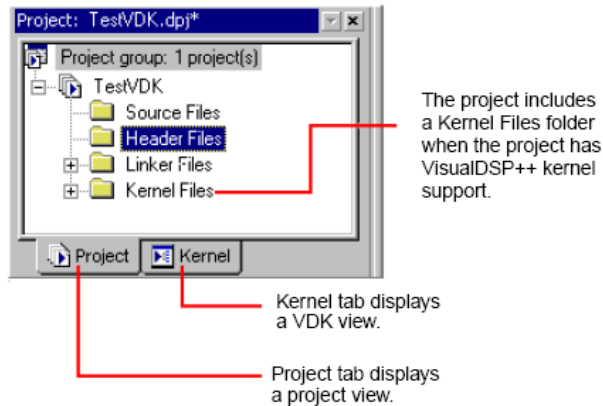 Project: TestVDK.dpj*
Project group: 1 project(s)
TestVDK
Source Files
Header Files
Linker Files
Kernel Files
Project
Kernel
The project includes
a Kernel Files folder
when the project has
VisualDSP++ kernel
support.
Kernel tab displays
a VDK view.
Project tab displays
a project view.